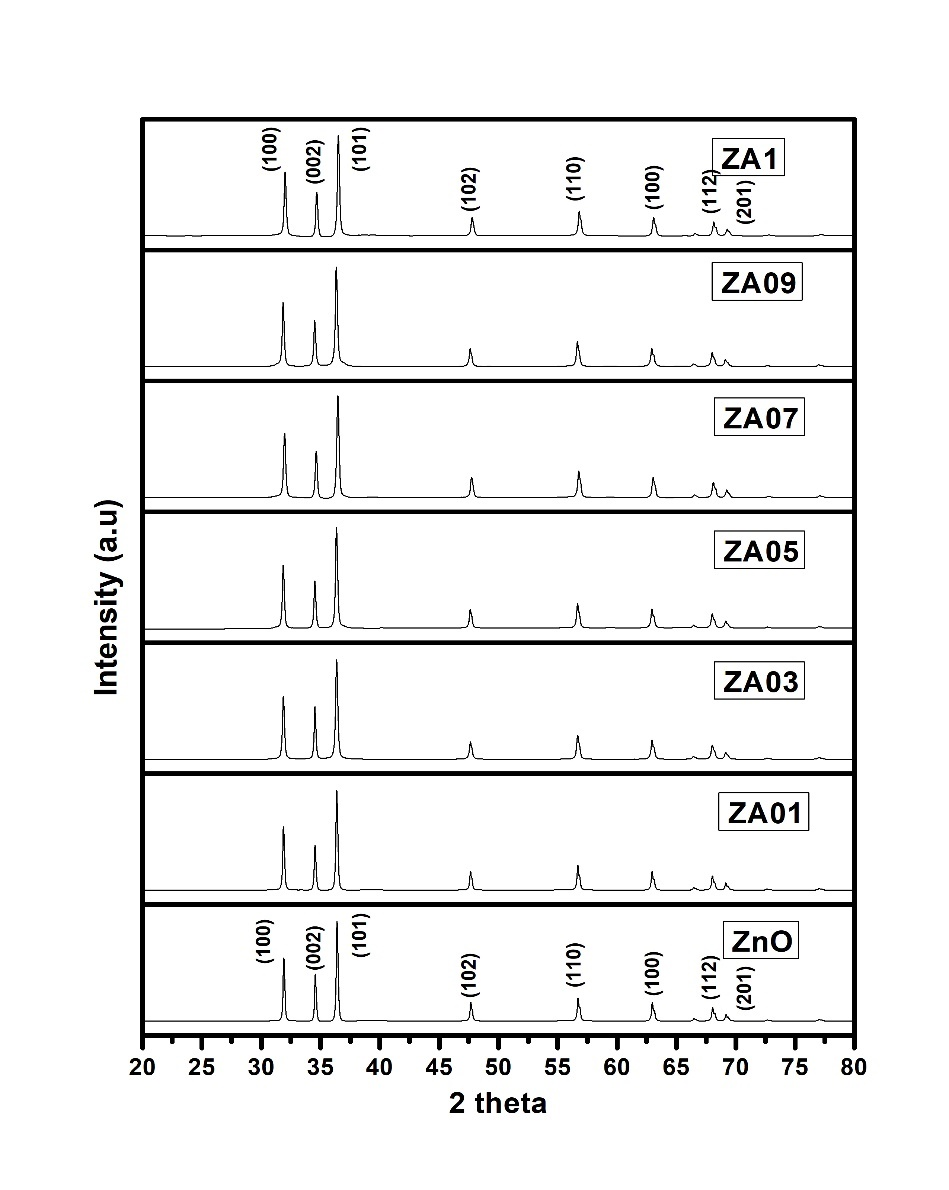 (100)
(002)
(101)
(102)
(110)
(100)
(112)
(201)
ZA1
ZA09
ZA07
ZA05
ZA03
ZA01
ZnO
(100)
(002)
(101)
(102)
(110)
(100)
(112)
(201)
Intensity (a.u)
20 25 30 35 40 45 50 55 60 65 70 75 80
2 theta